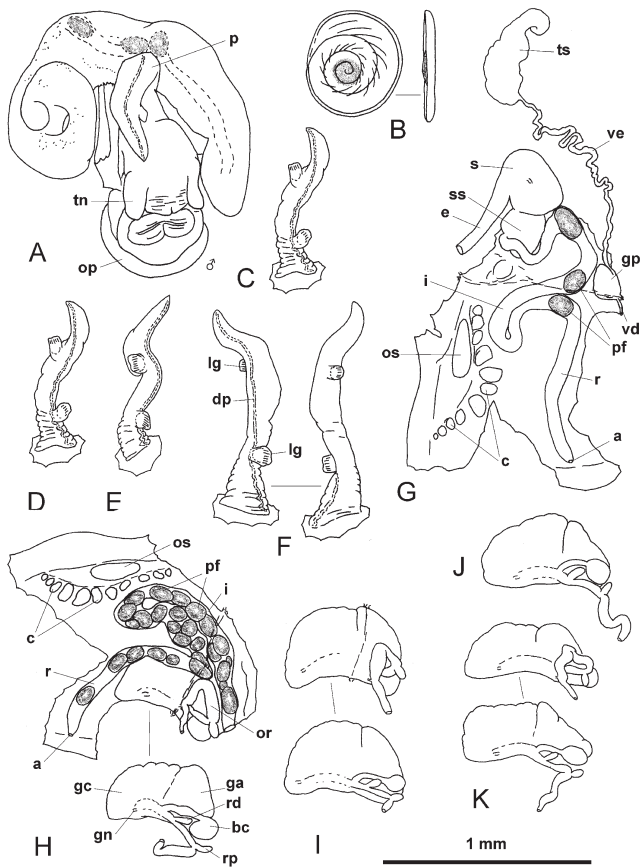 p
tn
op
A
♂
B
C
ts
ve
s
ss
e
gp
i
vd
pf
os
r
a
c
G
D
E
lg
dp
lg
F
os
pf
i
c
r
or
a
gc
ga
rd
gn
bc
rp
H
I
J
K
1 mm